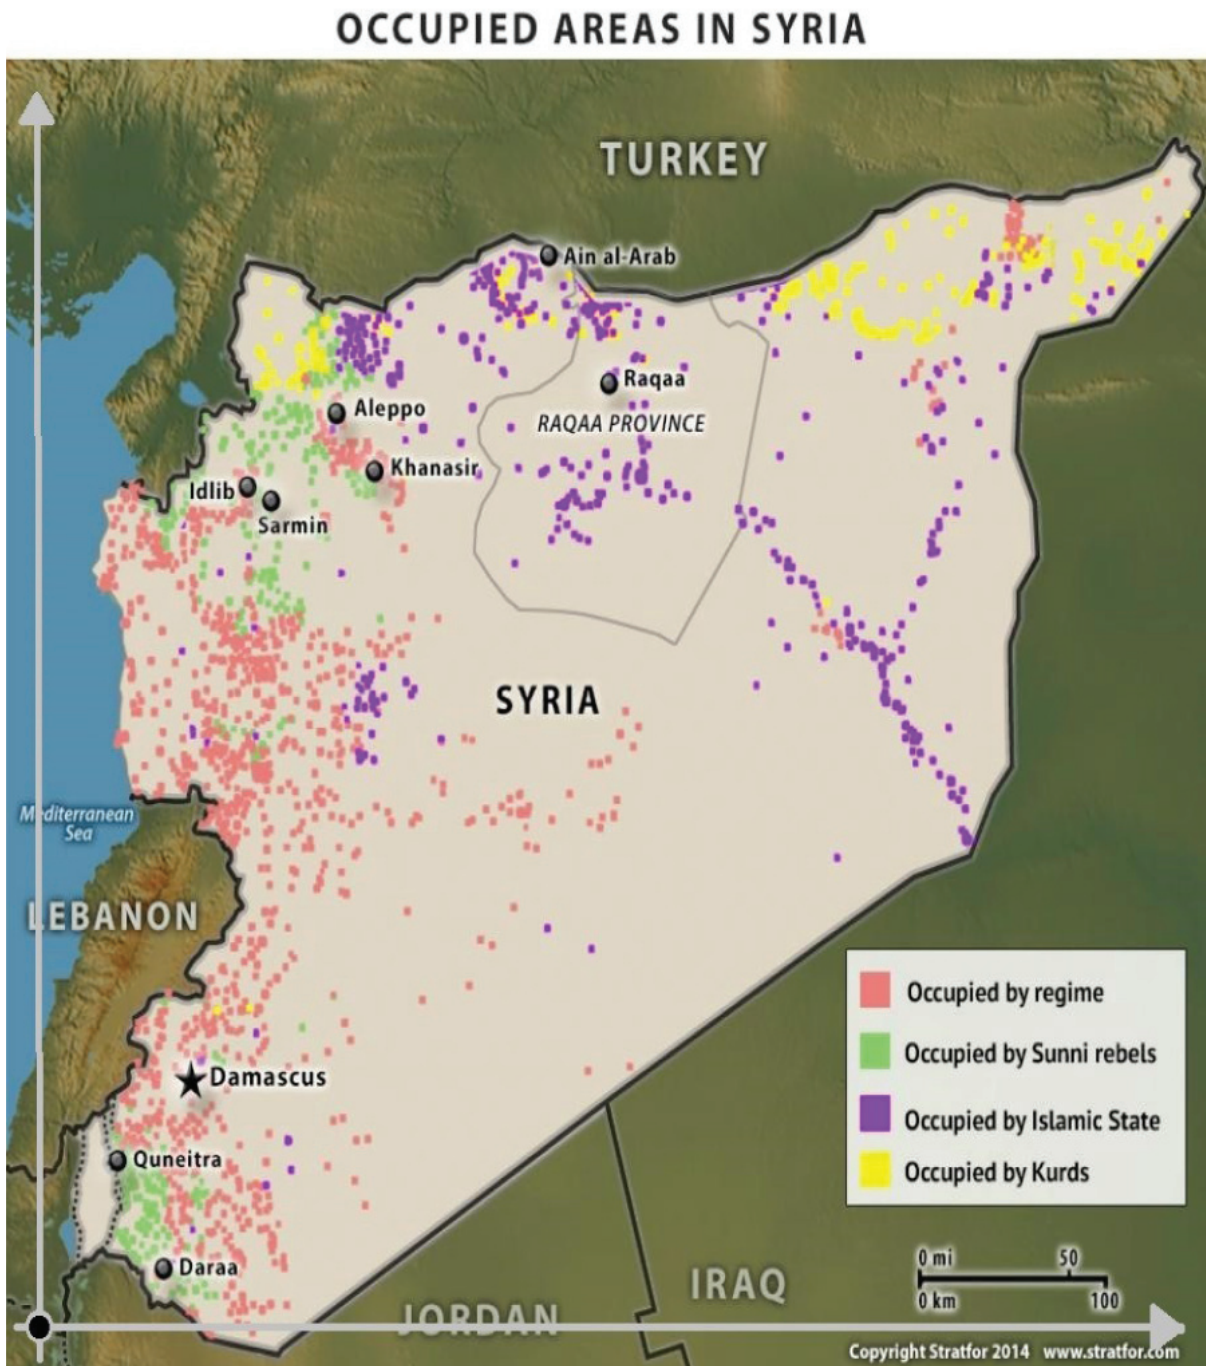 OCCUPIED AREAS IN SYRIA
TURKEY
Ain al-Arab
Raqaa
RAQAA PROVINCE
Aleppo
Khanasir
Idlib
Sarmin
SYRIA
Mediterranean
Sea
LEBANON
Damascus
Quneitra
Daraa
Occupied by regime
Occupied by Sunni rebels
Occupied by Islamic State
Occupied by Kurds
0 mi 50
0 km 100
IRAQ
JORDAN
Copyright Stratfor 2014 www.stratfor.com